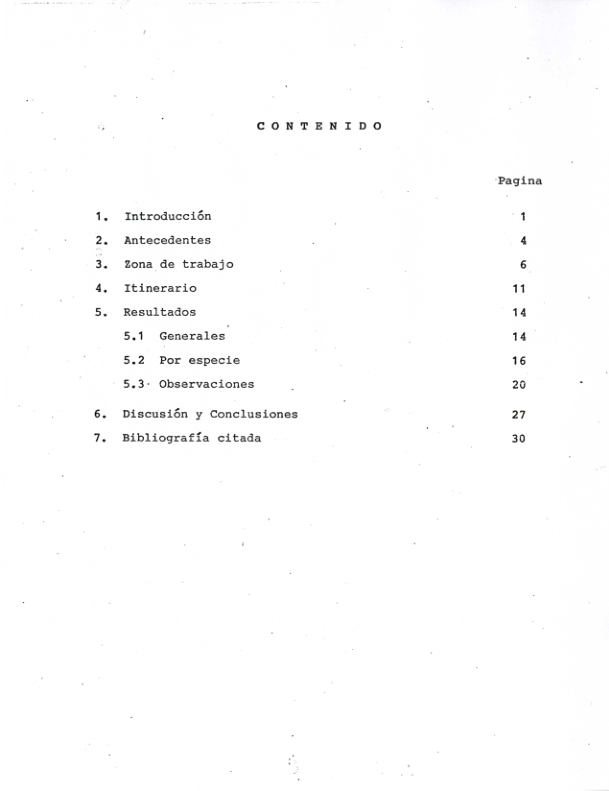 C O N T E N I D O
Pagina
1. Introducción 1
2. Antecedentes 4
3. Zona de trabajo 6
4. Itinerario 11
5. Resultados 14
5.1 Generales 14
5.2 Por especie 16
5.3 Observaciones 20
6. Discusión y Conclusiones 27
7. Bibliografía citada 30